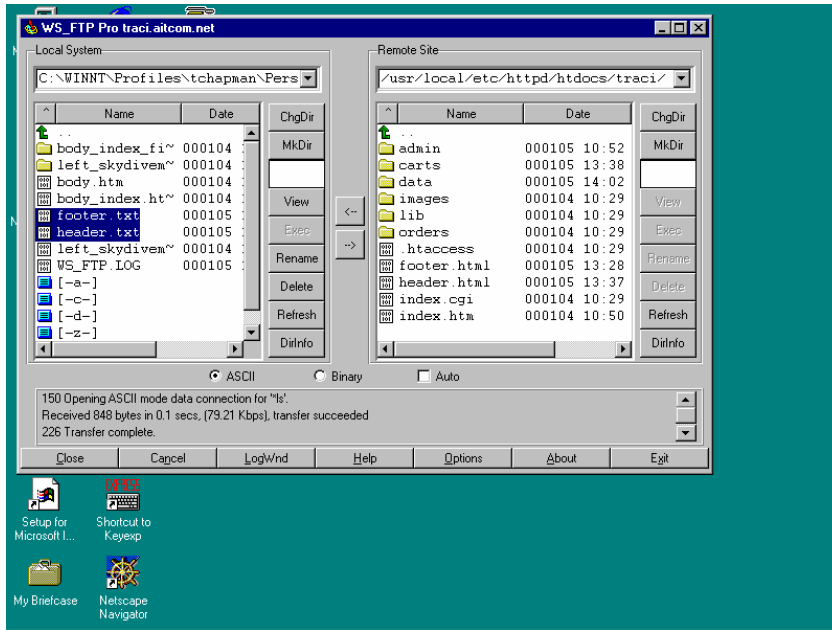 WS_FTP Pro traci.aitcom.net
Local System
Remote Site
C:\WINNT\Profiles\tchapman\Pers
/usr/local/etc/httpd/htdocs/traci/
^ Name Date
ChgDir
^ Name Date
ChgDir
..
..
body_index_fi~ 000104
MkDir
admin 000105 10:52
MkDir
left_skydivem~ 000104
carts 000105 13:38
body.htm 000104
data 000105 14:02
body_index.ht~ 000104
View
images 000104 10:29
View
footer.txt 000105
<--
lib 000104 10:29
header.txt 000105
Exec
orders 000104 10:29
Exec
left_skydivem~ 000104
-->
.htaccess 000104 10:29
WS_FTP.LOG 000105
Rename
footer.html 000105 13:28
Rename
[-a-]
Delete
header.html 000105 13:37
Delete
[-c-]
index.cgi 000104 10:29
[-d-]
Refresh
index.htm 000104 10:50
Refresh
[-z-]
DirInfo
DirInfo
ASCII Binary Auto
150 Opening ASCII mode data connection for '*ls'.
Received 848 bytes in 0.1 secs, (79.21 Kbps), transfer succeeded
226 Transfer complete.
Close Cancel LogWnd Help Options About Exit
Setup for
Microsoft I...
Shortcut to
Keyexp
My Briefcase
Netscape
Navigator